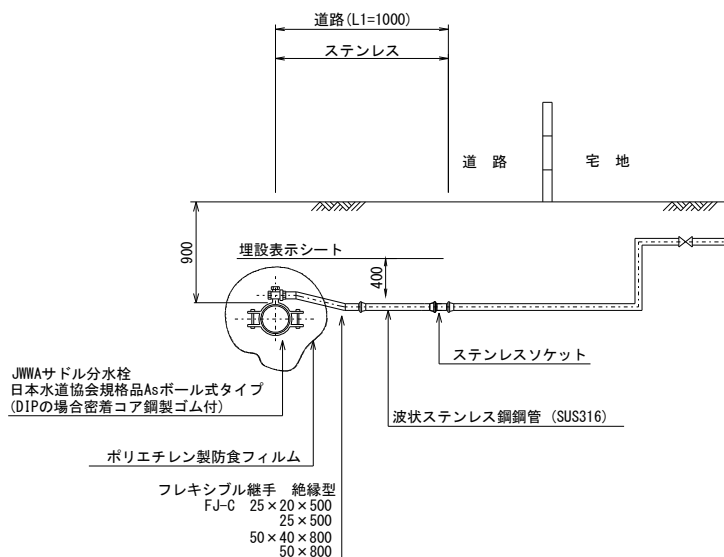 道路(L1=1000)
ステンレス
道 路
宅 地
900
埋設表示シート
400
ステンレスソケット
JWWAサドル分水栓
日本水道協会規格品Asボール式タイプ
(DIPの場合密着コア鋼製ゴム付)
波状ステンレス鋼鋼管 (SUS316)
ポリエチレン製防食フィルム
フレキシブル継手 絶縁型
FJ-C 25×20×500
25×500
50×40×800
50×800